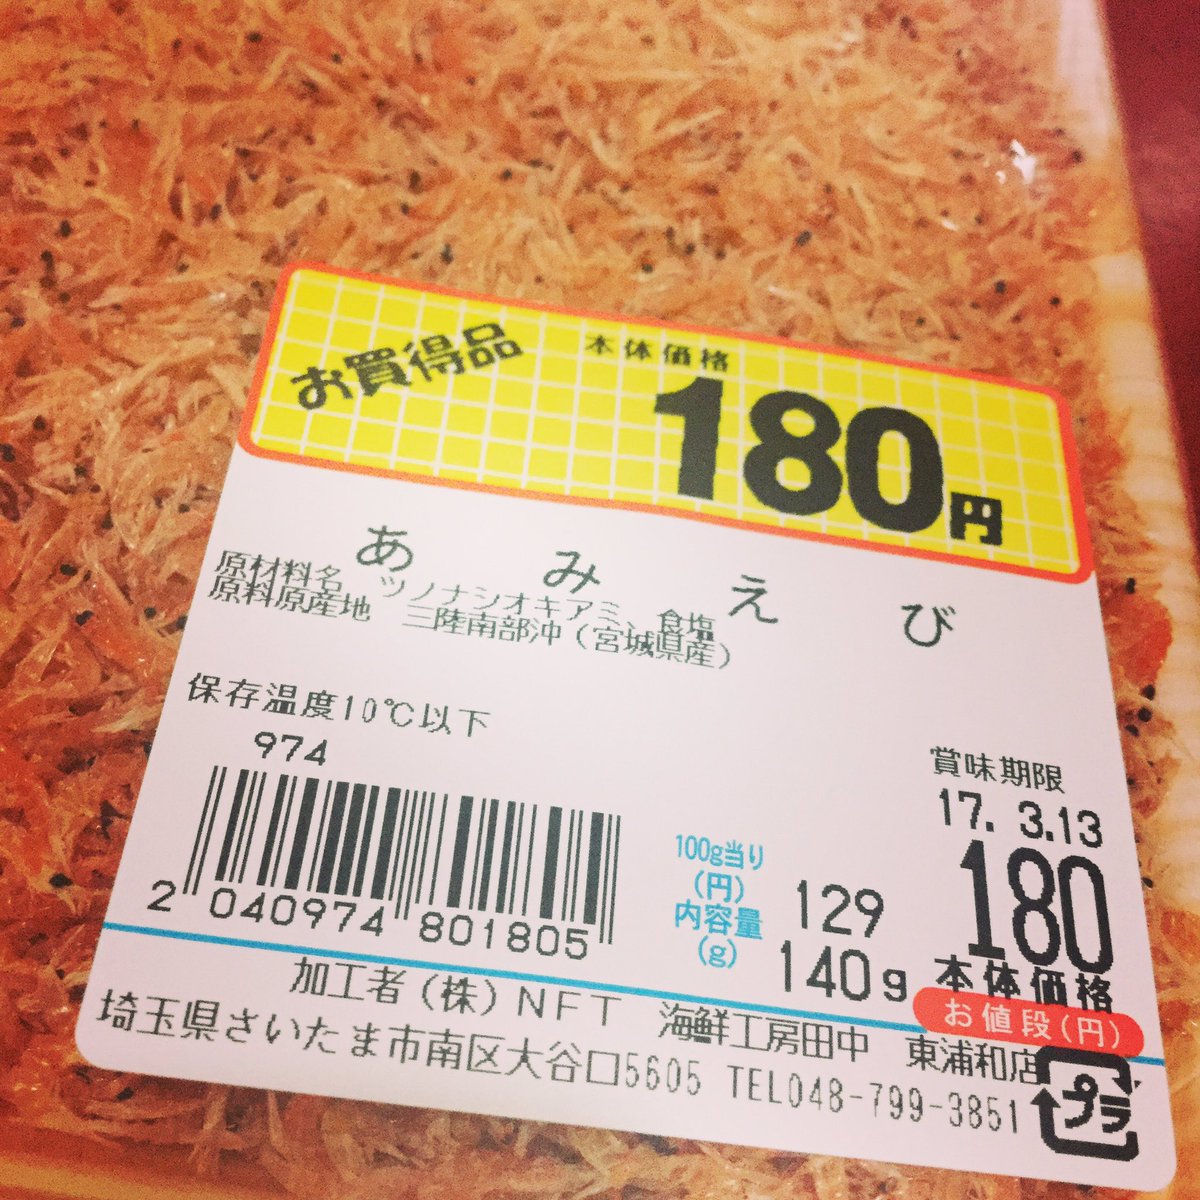 お買得品
本体価格
180円
あみえび
原材料名 ツノナシオキアミ、食塩
原料原産地 三陸南部沖(宮城県産)
保存温度10℃以下
974
2 040974 801805
賞味期限
17. 3.13
100g当り
(円)
129
内容量
(g)
140g
180
本体価格
お値段(円)
加工者(株)NFT 海鮮工房田中 東浦和店
埼玉県さいたま市南区大谷口5605 TEL048-799-3851
プラ